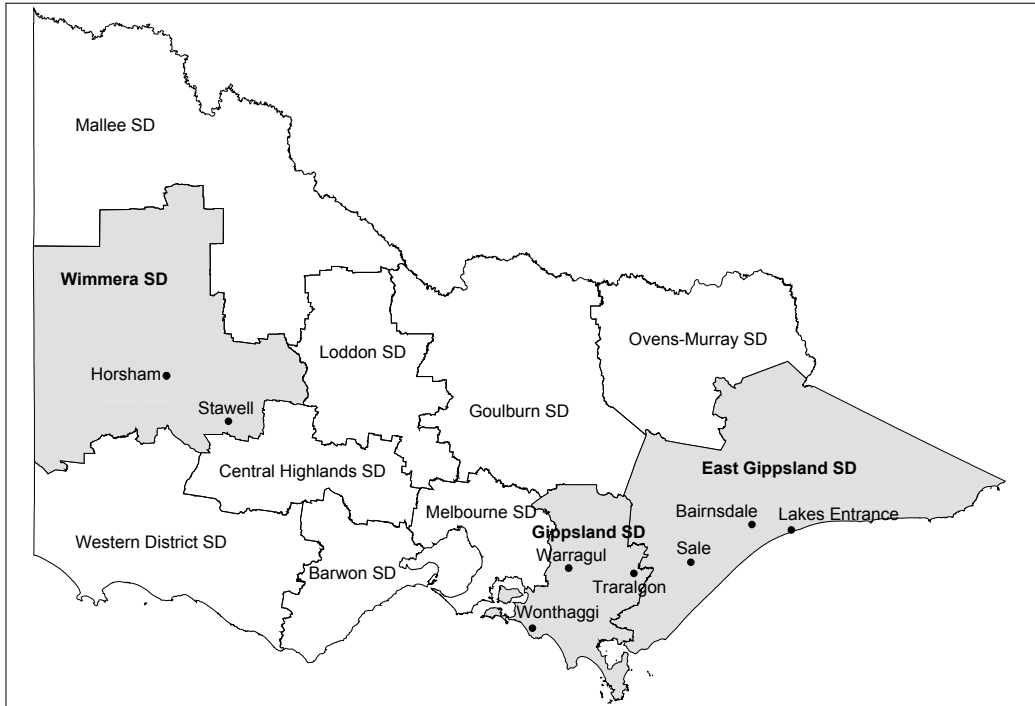 Mallee SD
Wimmera SD
Ovens-Murray SD
Loddon SD
Horsham
Stawell
Goulburn SD
Central Highlands SD
East Gippsland SD
Melbourne SD
Bairnsdale
Lakes Entrance
Gippsland SD
Western District SD
Warragul
Sale
Barwon SD
Traralgon
Wonthaggi